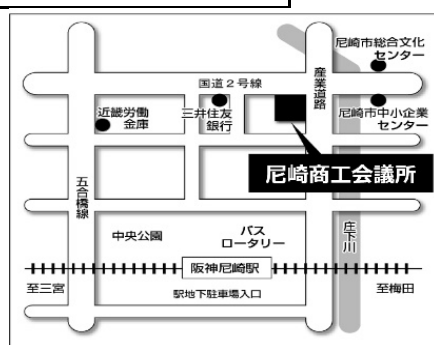 尼崎市総合文化
センター
国道2号線
産業道路
近畿労働
金庫
三井住友
銀行
尼崎市中小企業
センター
尼崎商工会議所
五合橋線
中央公園
バス
ロータリー
庄下川
阪神尼崎駅
至三宮
駅地下駐車場入口
至梅田